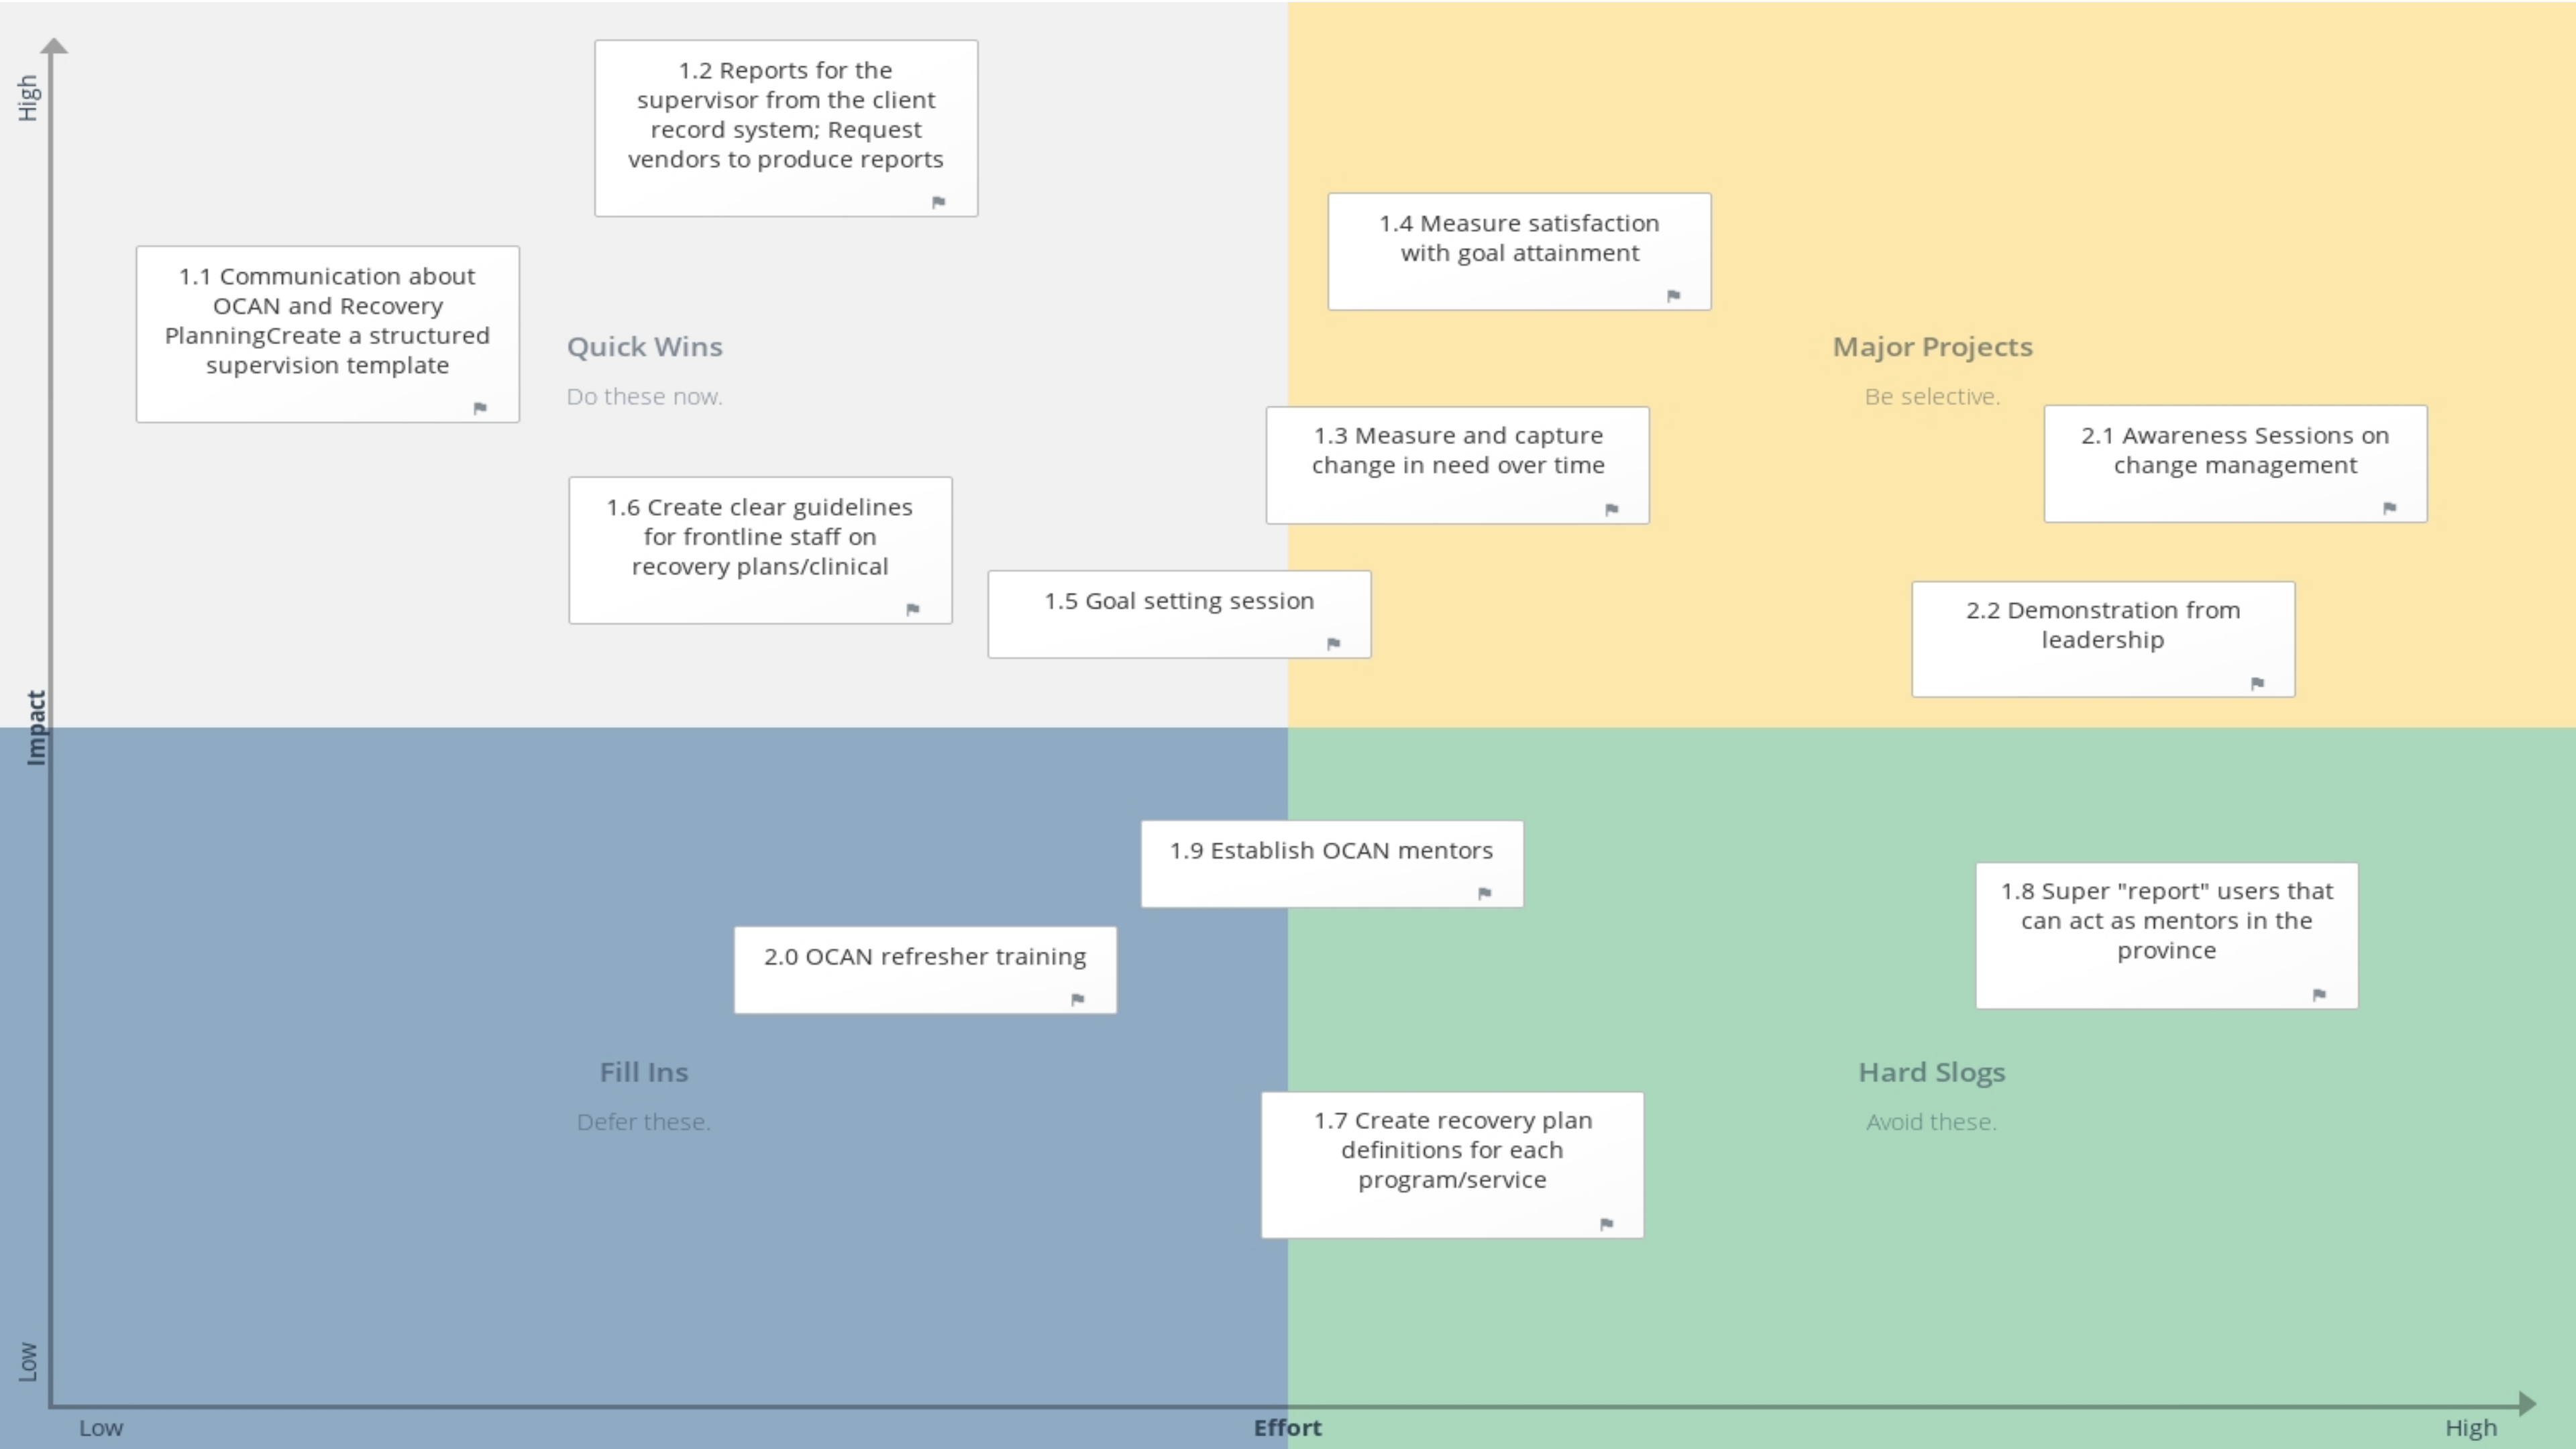 High
1.2 Reports for the
supervisor from the client
record system; Request
vendors to produce reports
1.4 Measure satisfaction
with goal attainment
1.1 Communication about
OCAN and Recovery
PlanningCreate a structured
supervision template
Quick Wins
Do these now.
Major Projects
Be selective.
1.3 Measure and capture
change in need over time
2.1 Awareness Sessions on
change management
1.6 Create clear guidelines
for frontline staff on
recovery plans/clinical
1.5 Goal setting session
2.2 Demonstration from
leadership
Impact
1.9 Establish OCAN mentors
1.8 Super "report" users that
can act as mentors in the
province
2.0 OCAN refresher training
Fill Ins
Defer these.
Hard Slogs
Avoid these.
1.7 Create recovery plan
definitions for each
program/service
Low
Low
Effort
High